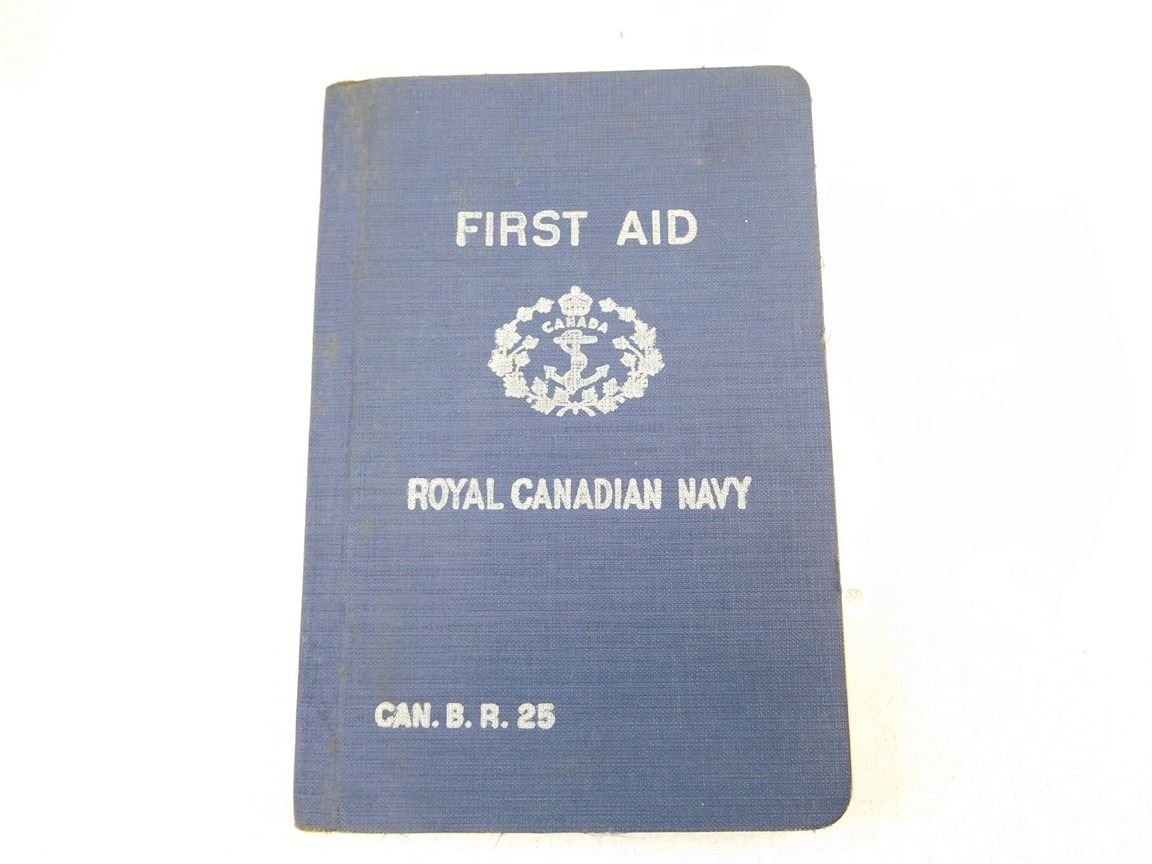 FIRST AID
CANADA
ROYAL CANADIAN NAVY
CAN. B. R. 25